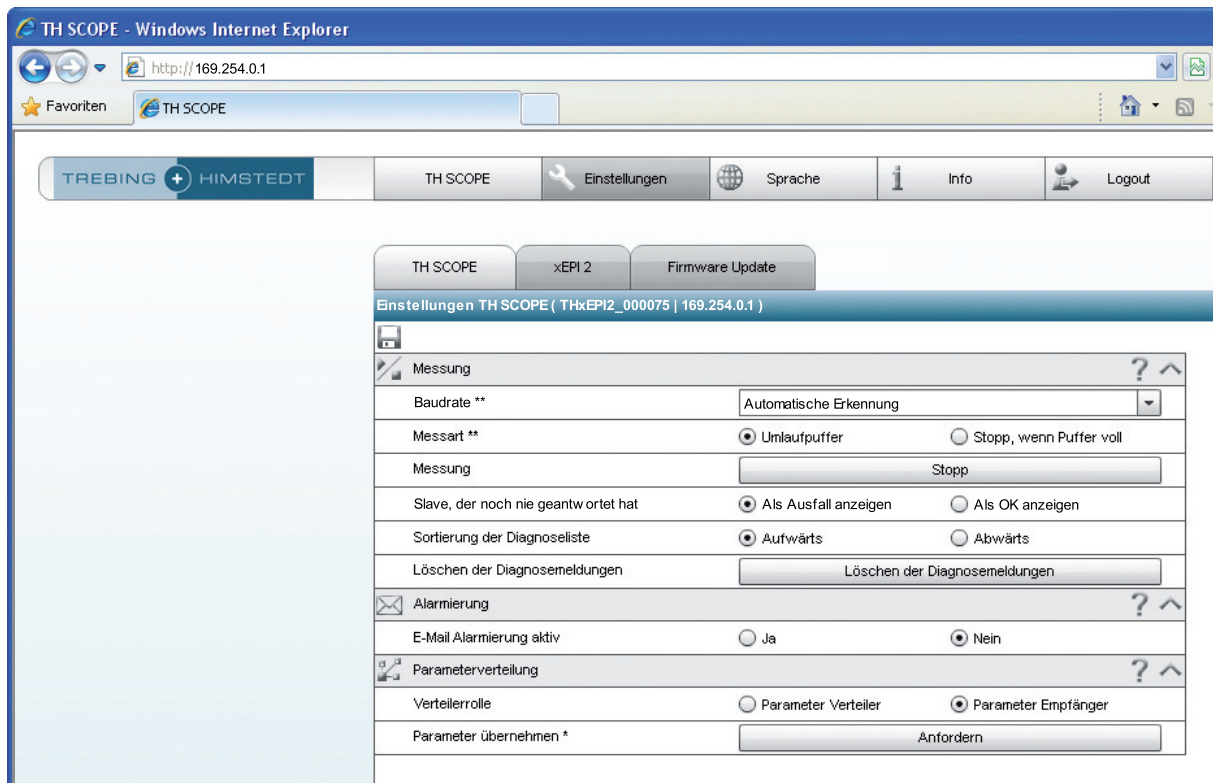 TH SCOPE - Windows Internet Explorer
http://169.254.0.1
Favoriten TH SCOPE
TREBING + HIMSTEDT TH SCOPE Einstellungen Sprache Info Logout
TH SCOPE xEPI 2 Firmware Update
Einstellungen TH SCOPE ( THxEPI2_000075 | 169.254.0.1 )
Messung ?
Baudrate ** Automatische Erkennung
Messart ** Umlaufpuffer Stopp, wenn Puffer voll
Messung Stopp
Slave, der noch nie geantwortet hat Als Ausfall anzeigen Als OK anzeigen
Sortierung der Diagnoseliste Aufwärts Abwärts
Löschen der Diagnosemeldungen Löschen der Diagnosemeldungen
Alarmierung ?
E-Mail Alarmierung aktiv Ja Nein
Parameterverteilung ?
Verteilerrolle Parameter Verteiler Parameter Empfänger
Parameter übernehmen * Anfordern